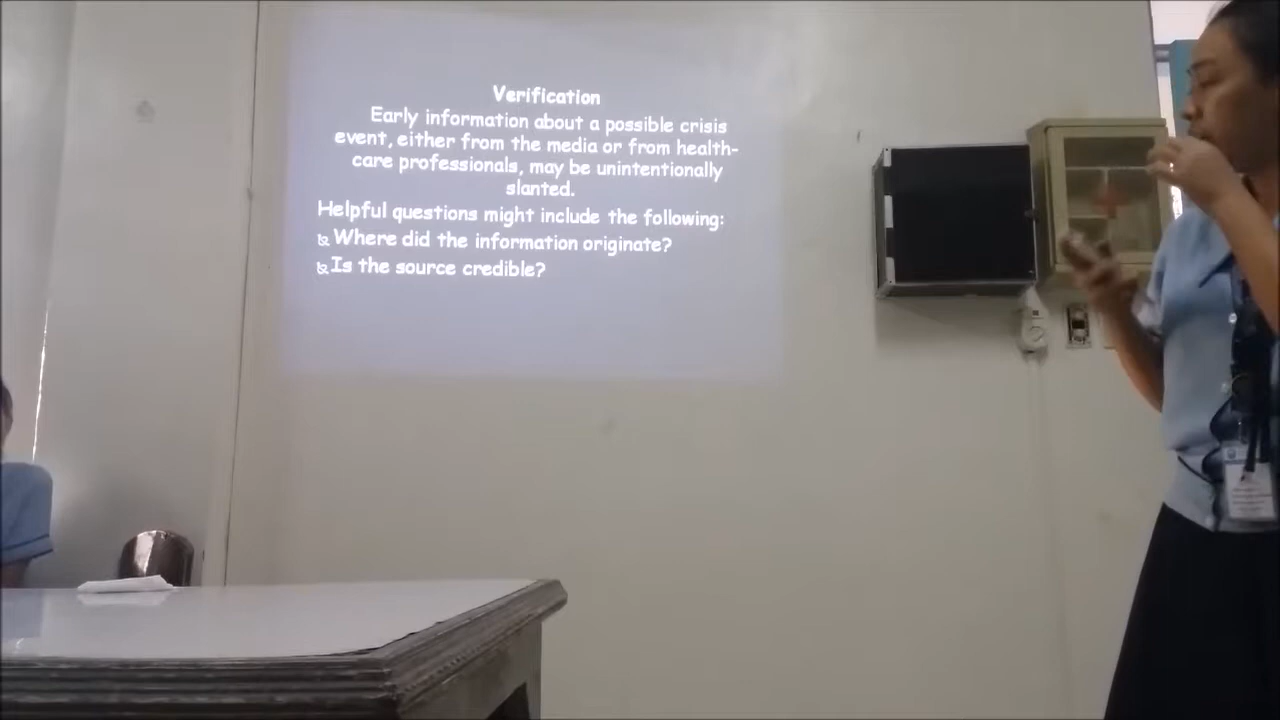 Verification
Early information about a possible crisis
event, either from the media or from health-
care professionals, may be unintentionally
slanted.
Helpful questions might include the following:
Where did the information originate?
Is the source credible?